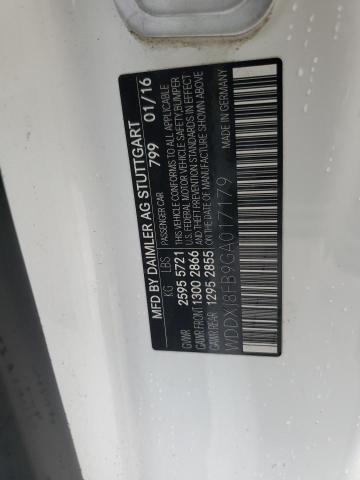 MFD BY DAIMLER AG STUTTGART
799 01/16
KG LBS PASSENGER CAR
GVWR 2595 5721 THIS VEHICLE CONFORMS TO ALL APPLICABLE
GAWR FRONT 1300 2866 U.S. FEDERAL MOTOR VEHICLE SAFETY, BUMPER
GAWR REAR 1295 2855 AND THEFT PREVENTION STANDARDS IN EFFECT
ON THE DATE OF MANUFACTURE SHOWN ABOVE
WDDXJ8FB9GA017179 MADE IN GERMANY